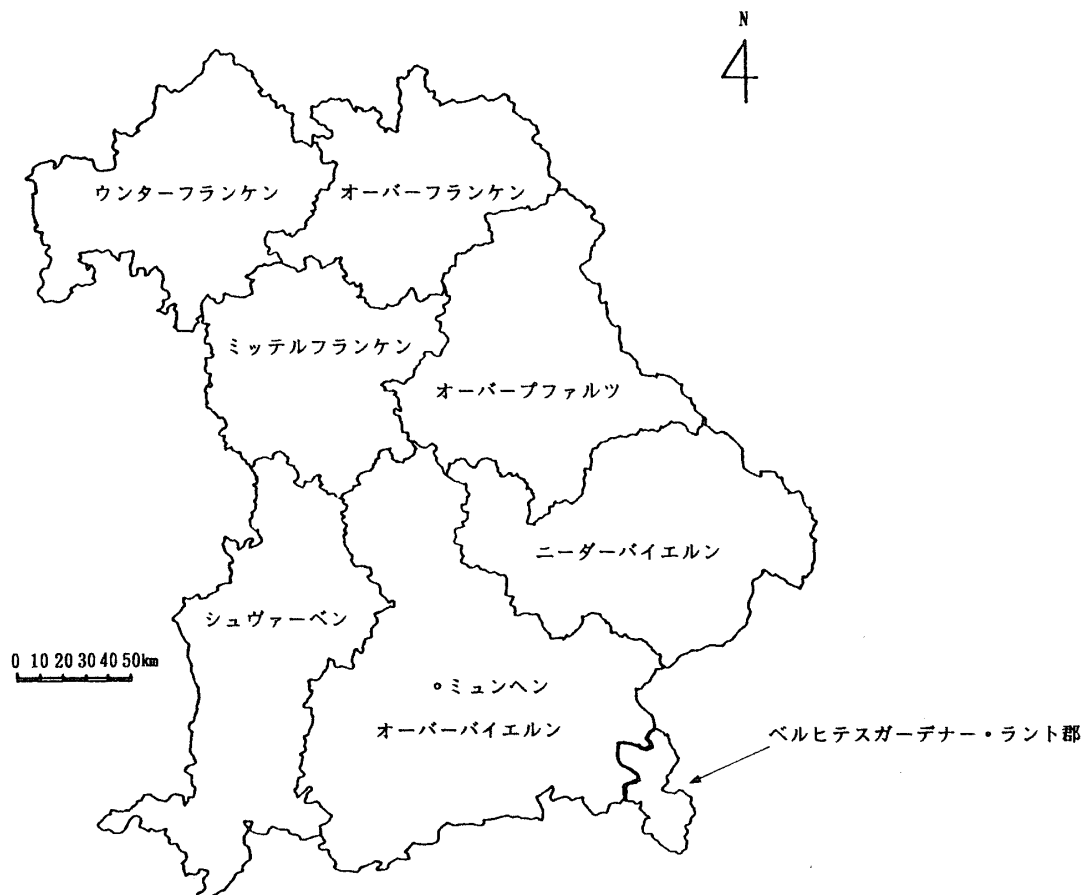 N
ウンターフランケン
オーバーフランケン
ミッテルフランケン
オーバープファルツ
ニーダーバイエルン
シュヴァーベン
0 10 20 30 40 50km
ミュンヘン
オーバーバイエルン
ベルヒテスガーデナー・ラント郡